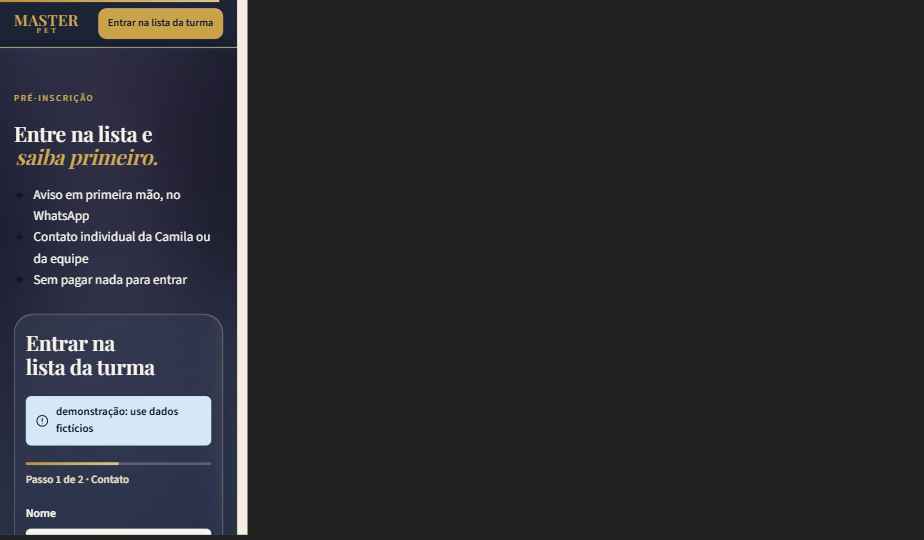 MASTER
PET
Entrar na lista da turma
PRÉ-INSCRIÇÃO
Entre na lista e
saiba primeiro.
Aviso em primeira mão, no
WhatsApp
Contato individual da Camila ou
da equipe
Sem pagar nada para entrar
Entrar na
lista da turma
demonstração: use dados
fictícios
Passo 1 de 2 · Contato
Nome